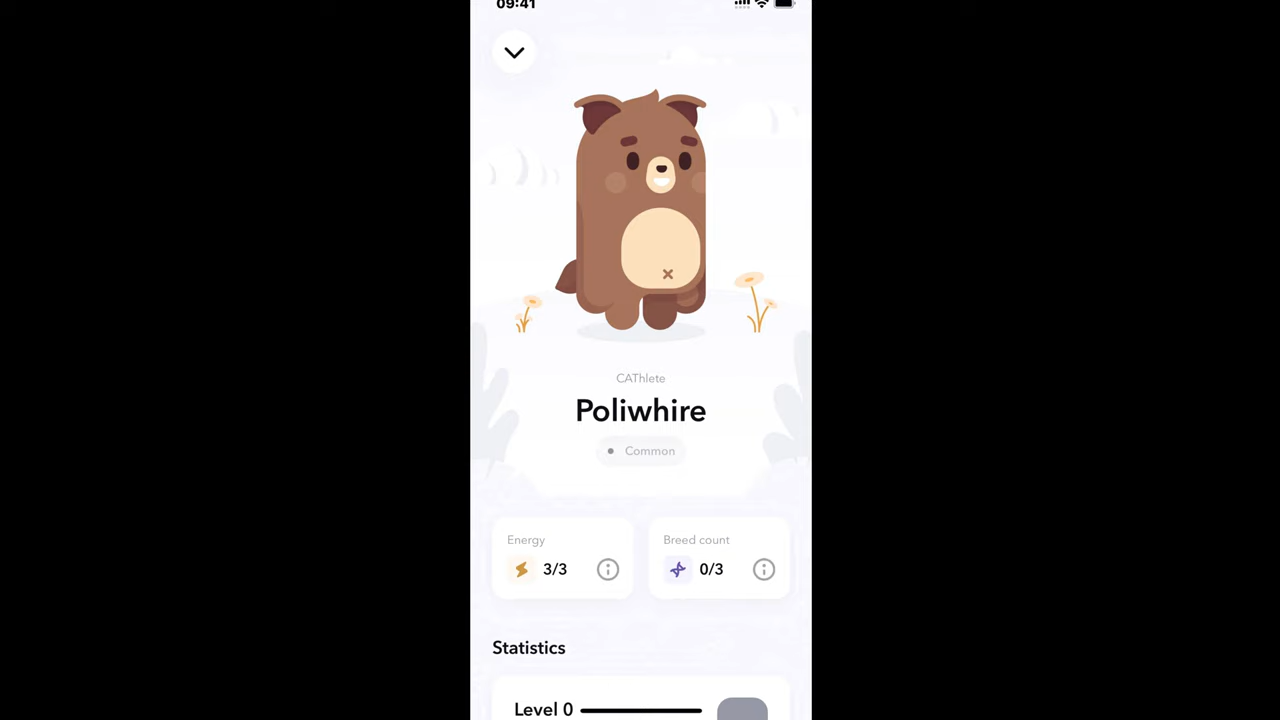 09:41
CAThlete
Poliwhire
Common
Energy
Breed count
3/3
0/3
Statistics
Level 0